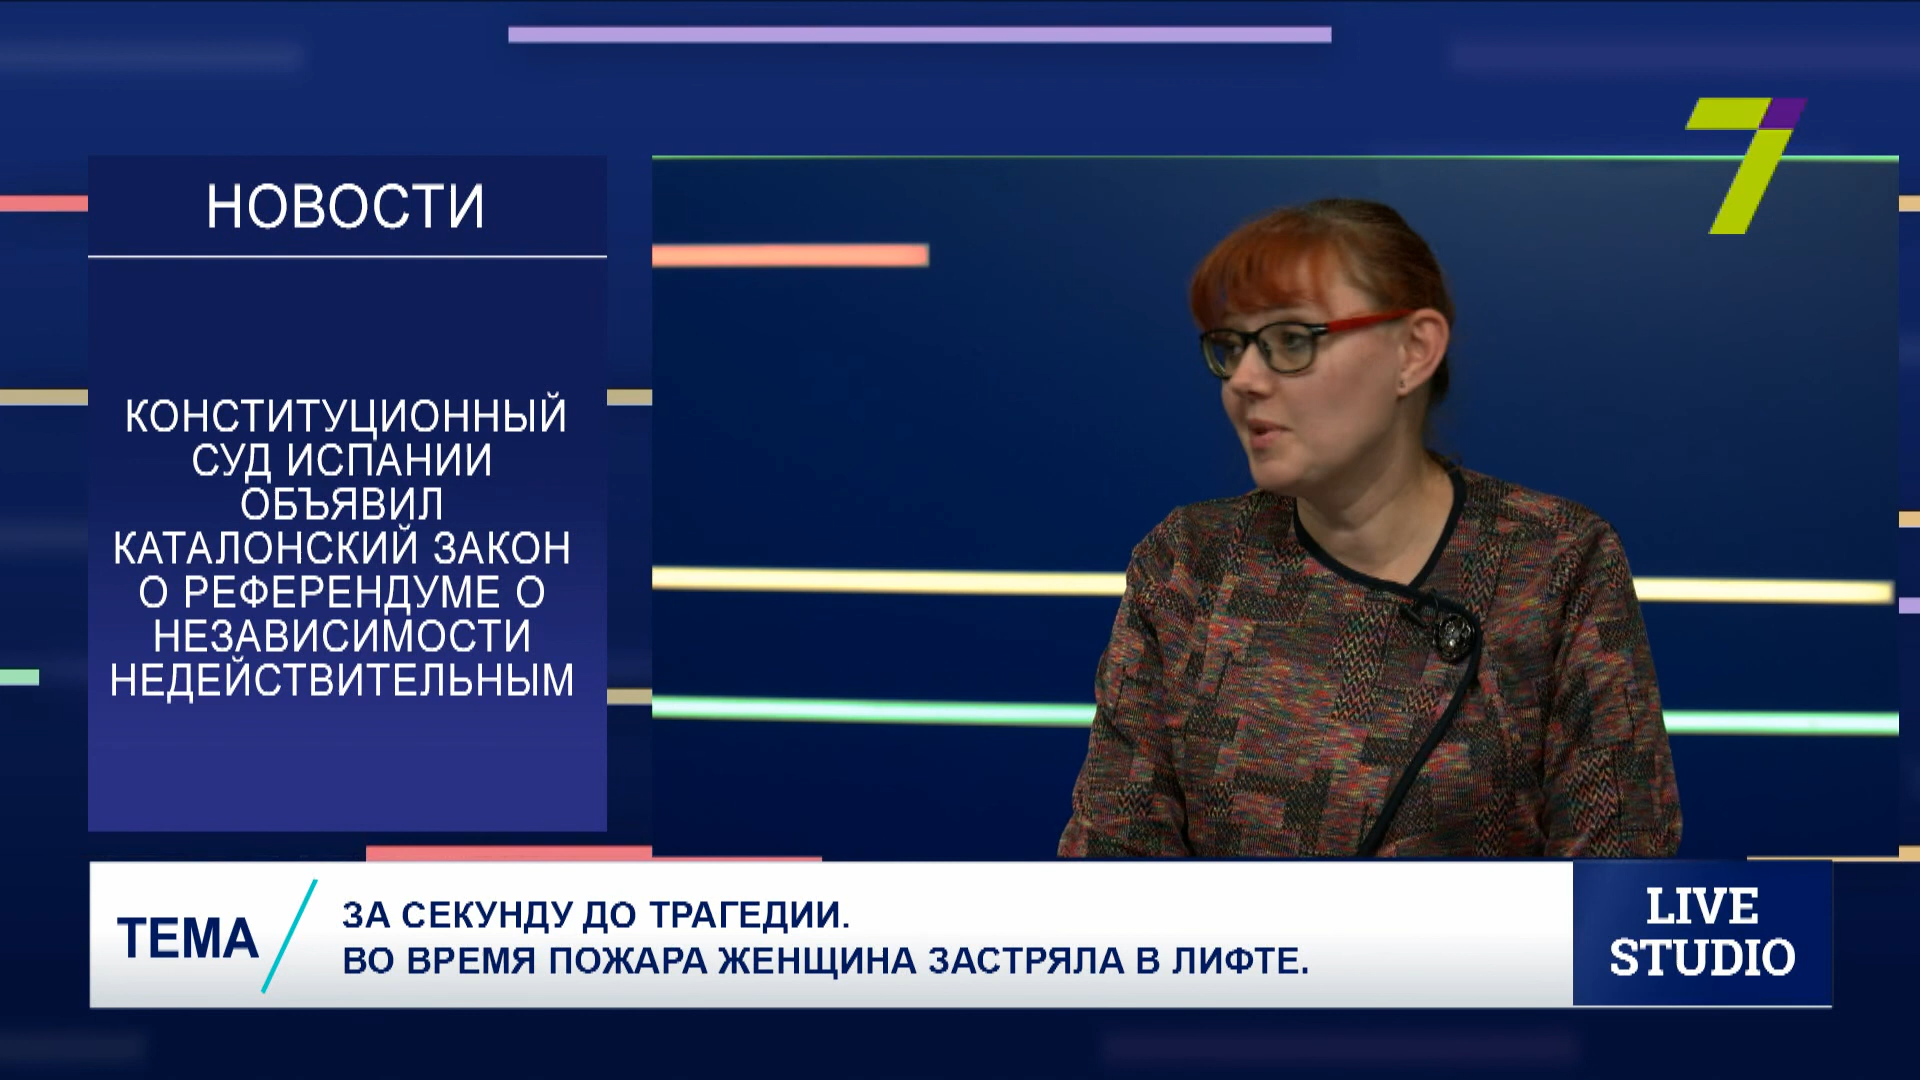 7
НОВОСТИ
КОНСТИТУЦИОННЫЙ
СУД ИСПАНИИ
ОБЪЯВИЛ
КАТАЛОНСКИЙ ЗАКОН
О РЕФЕРЕНДУМЕ О
НЕЗАВИСИМОСТИ
НЕДЕЙСТВИТЕЛЬНЫМ
ТЕМА
ЗА СЕКУНДУ ДО ТРАГЕДИИ.
ВО ВРЕМЯ ПОЖАРА ЖЕНЩИНА ЗАСТРЯЛА В ЛИФТЕ.
LIVE
STUDIO